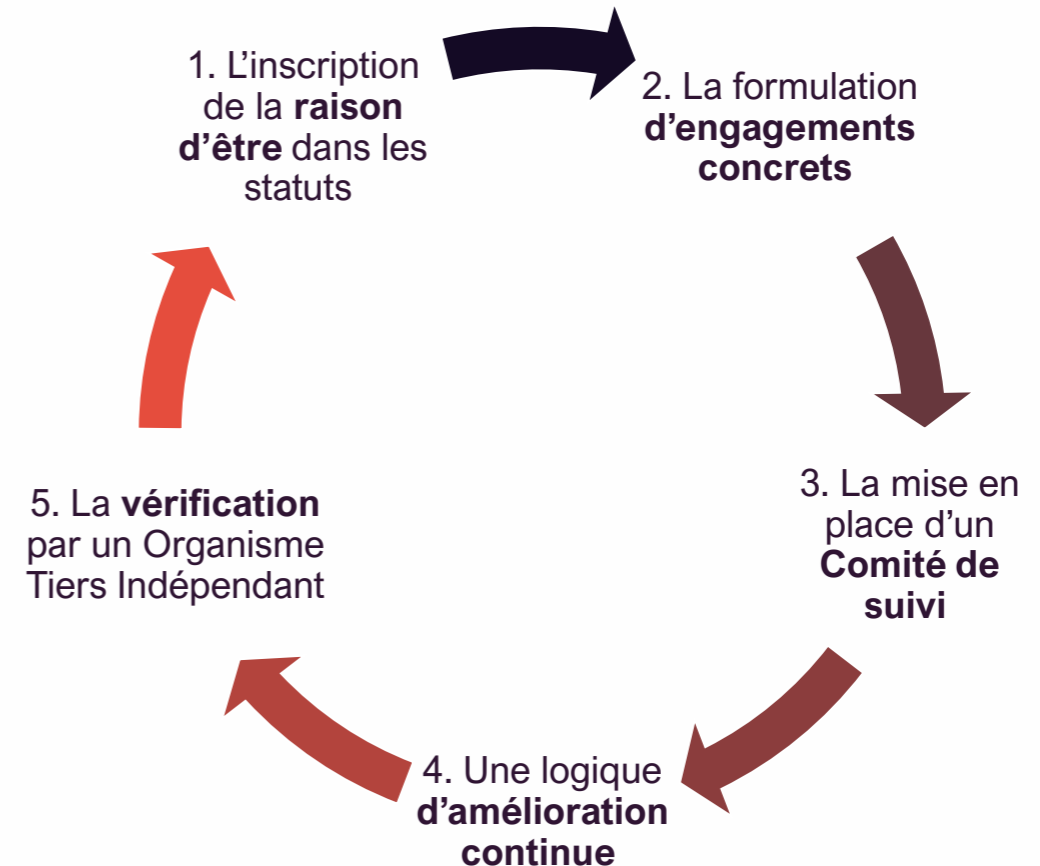 1. L’inscription
de la raison
d’être dans les
statuts
2. La formulation
d’engagements
concrets
3. La mise en
place d’un
Comité de
suivi
4. Une logique
d’amélioration
continue
5. La vérification
par un Organisme
Tiers Indépendant